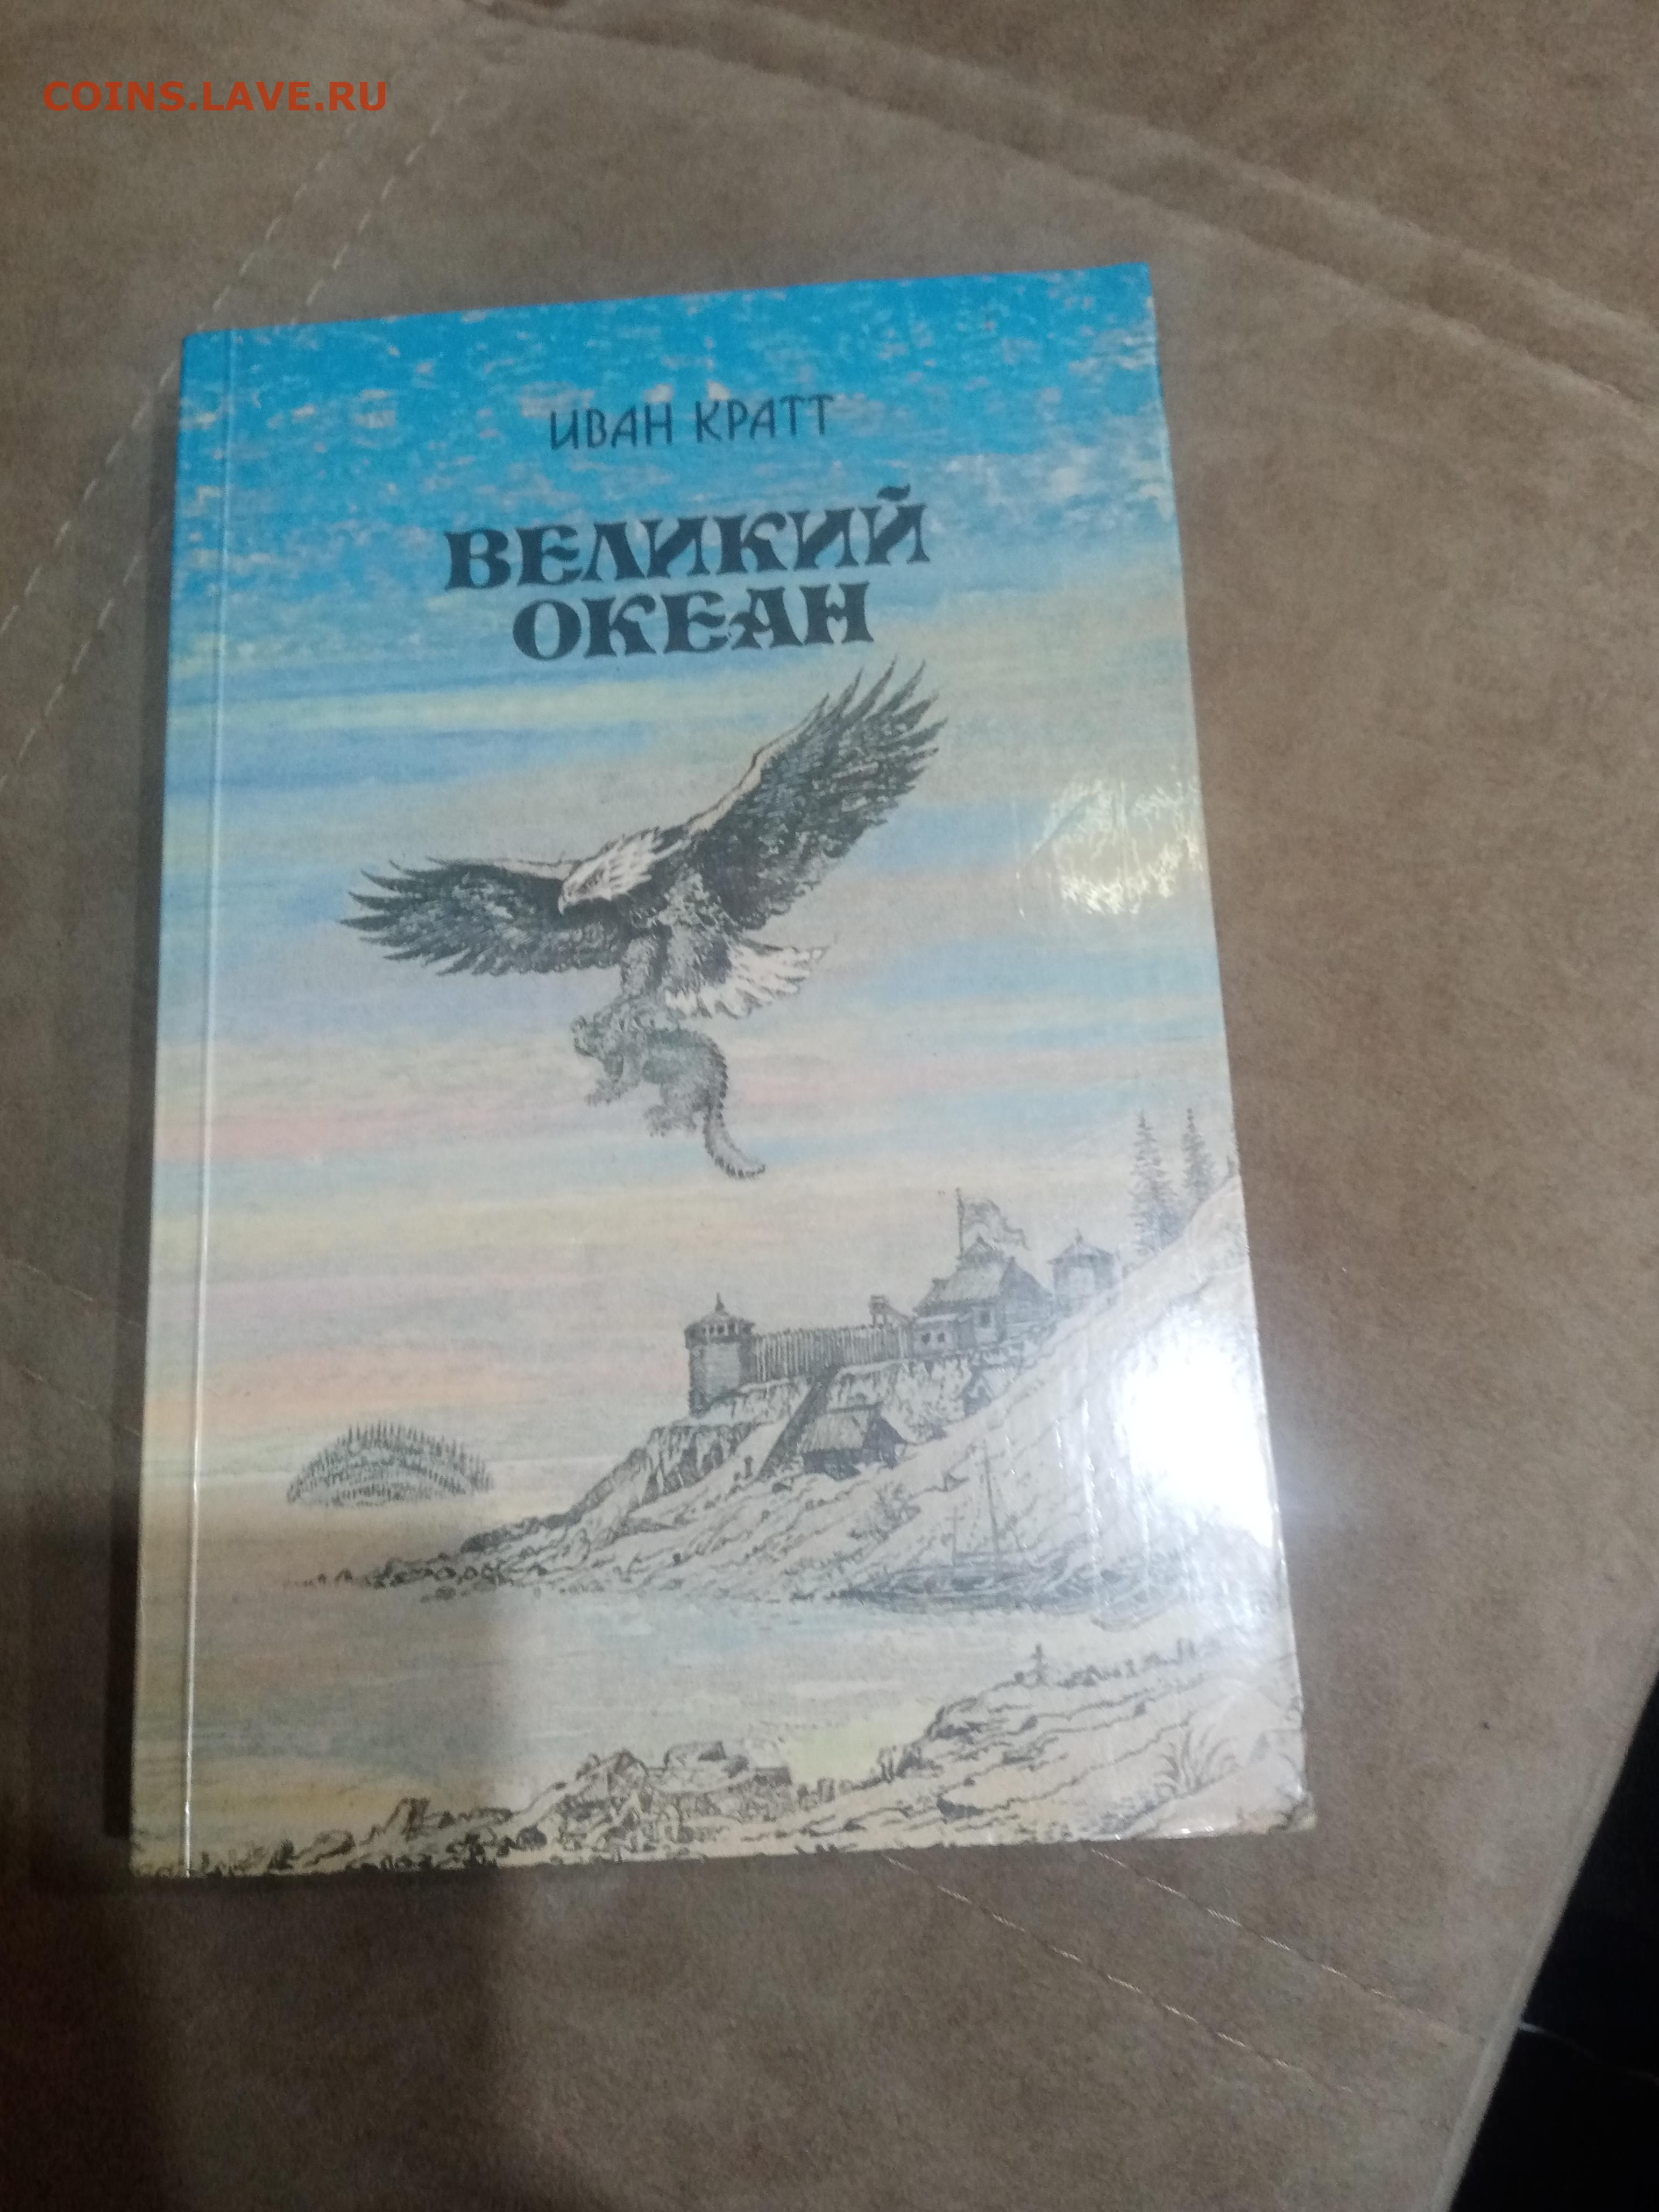 COINS.LAVE.RU
ИВАН КРАТТ
ВЕЛИКИЙ
ОКЕАН